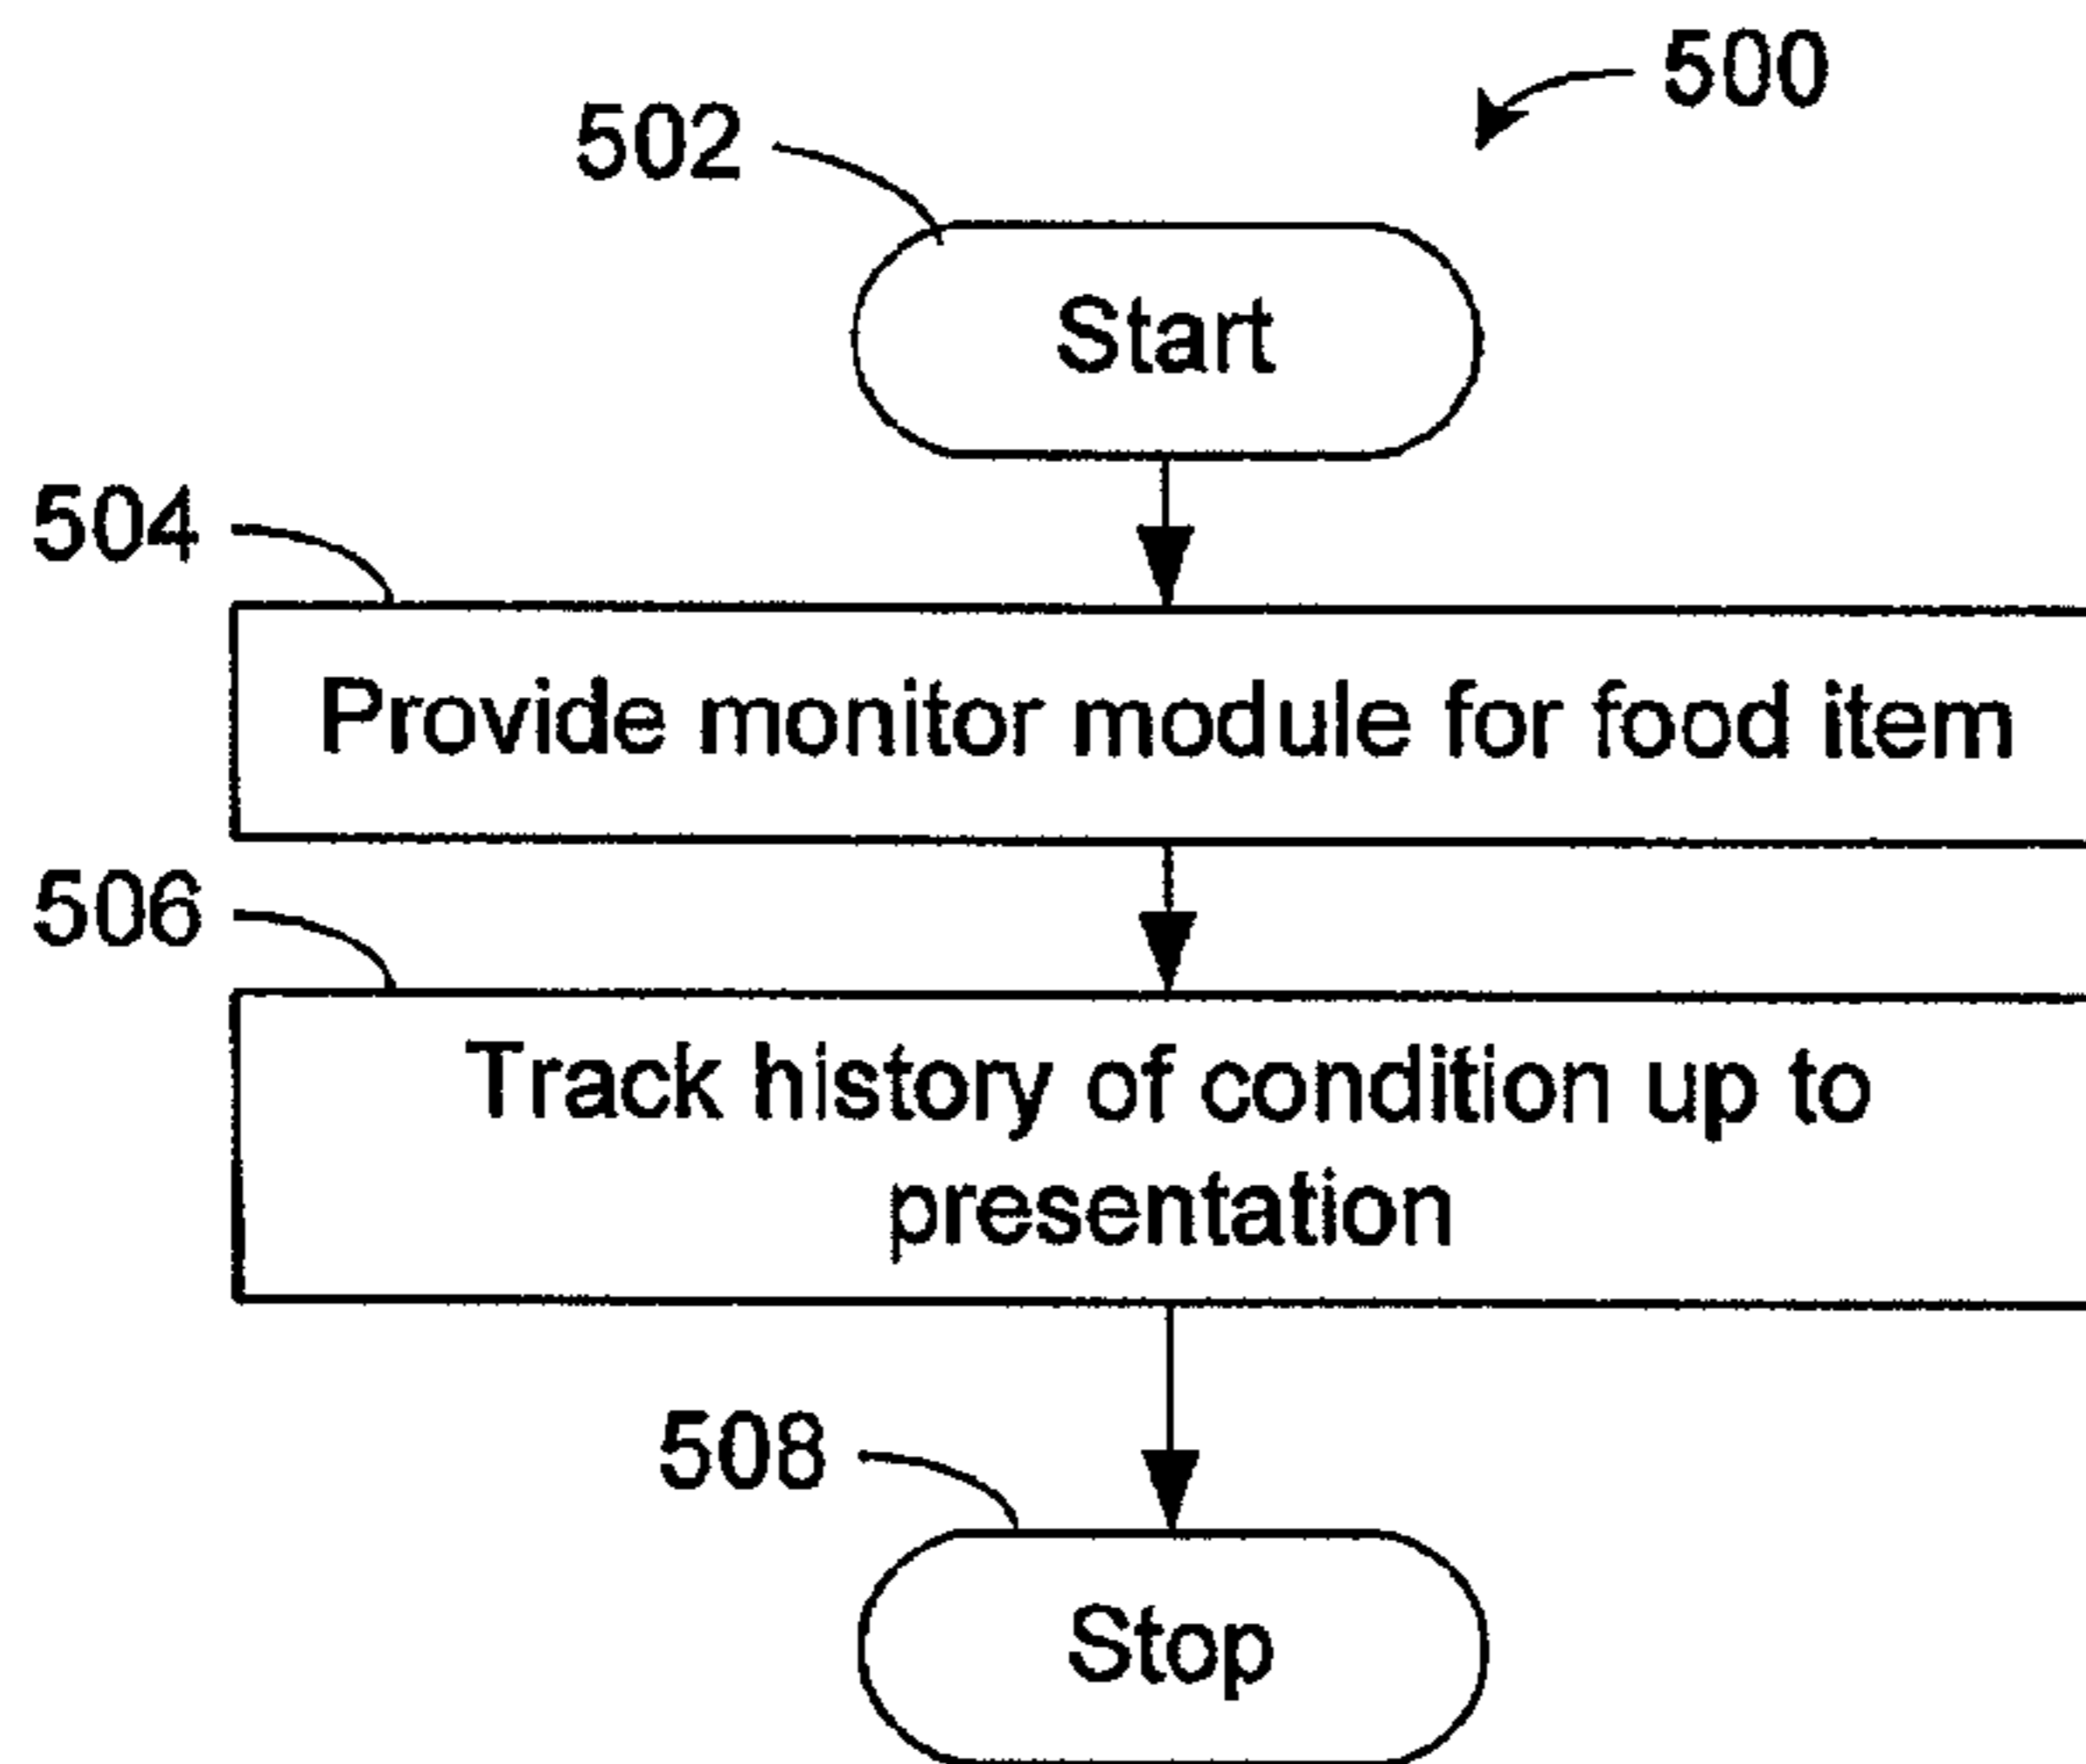 500
502
Start
504
Provide monitor module for food item
506
Track history of condition up to
presentation
508
Stop